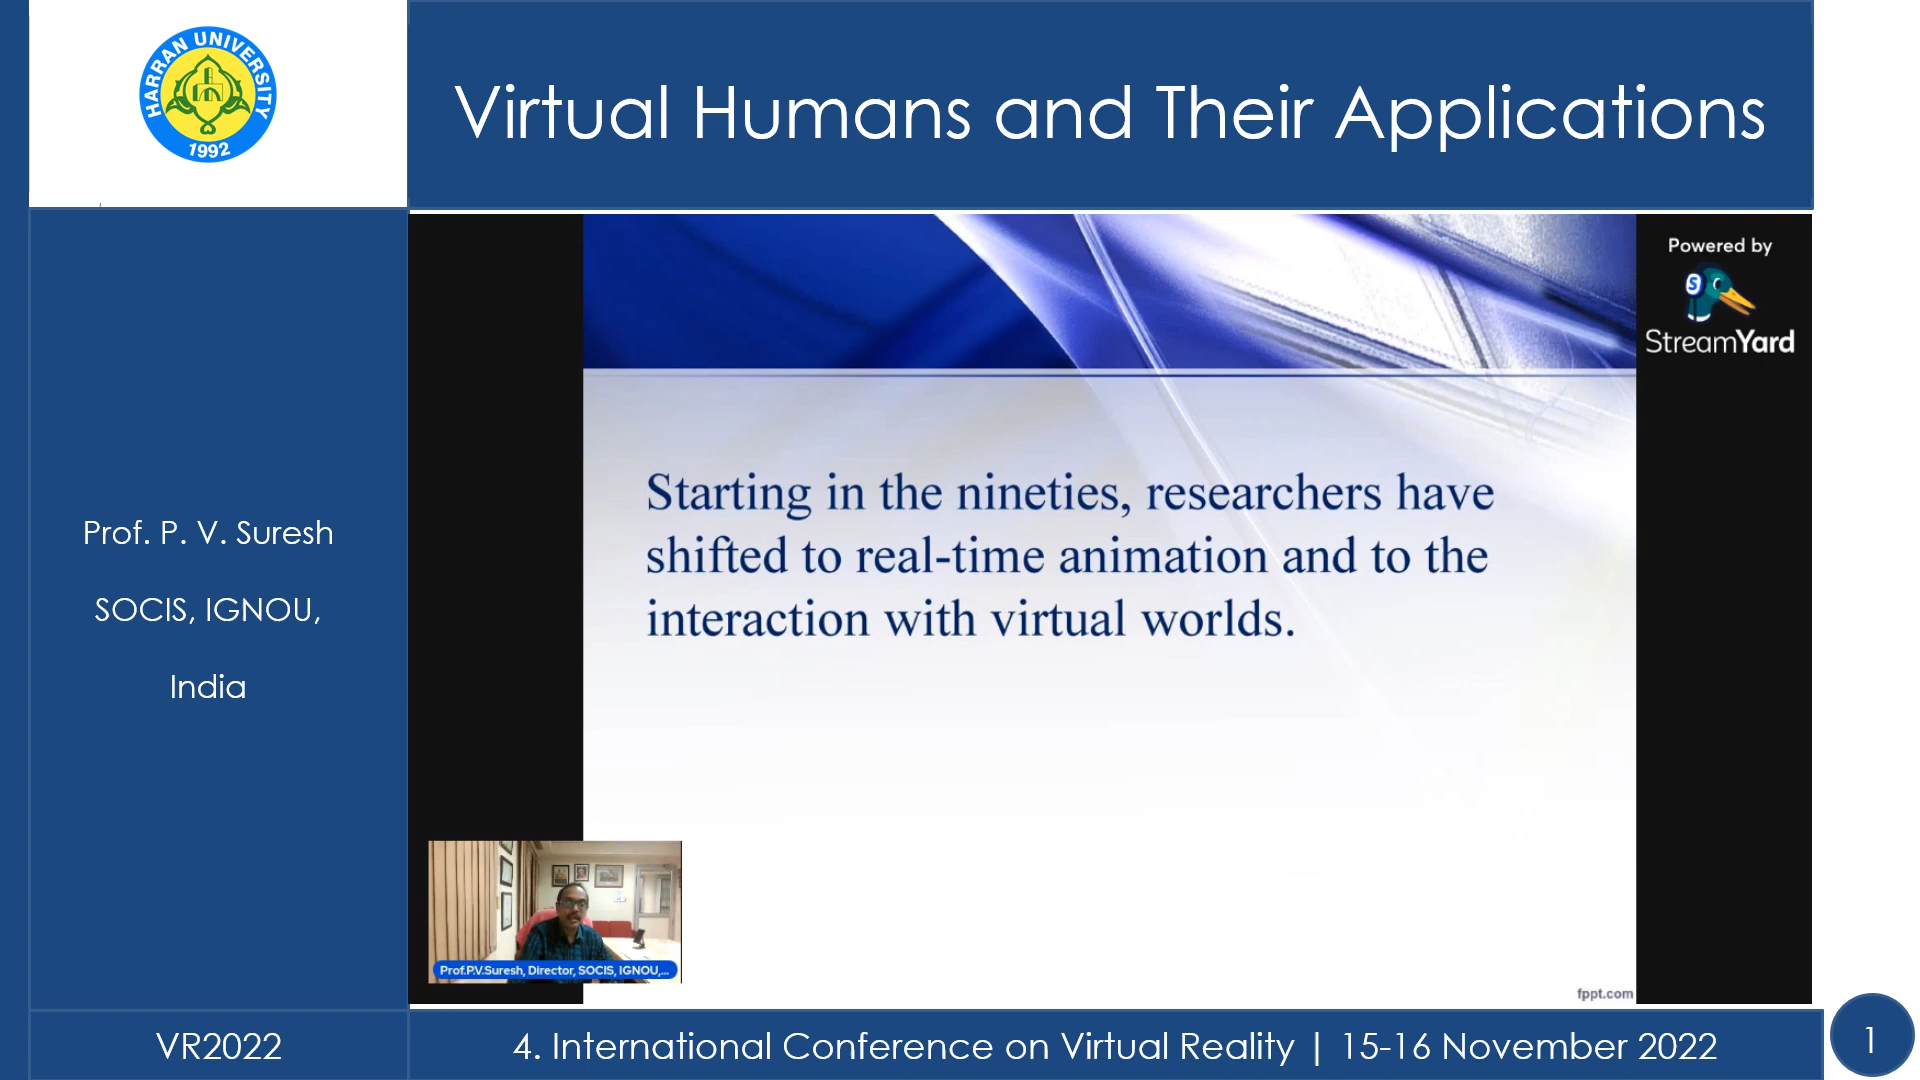 HARRAN UNIVERSITY
1992
Virtual Humans and Their Applications
Prof. P. V. Suresh
SOCIS, IGNOU,
India
Powered by
S
StreamYard
Starting in the nineties, researchers have
shifted to real-time animation and to the
interaction with virtual worlds.
Prof.P.V.Suresh, Director, SOCIS, IGNOU,...
fppt.com
VR2022
4. International Conference on Virtual Reality | 15-16 November 2022
1